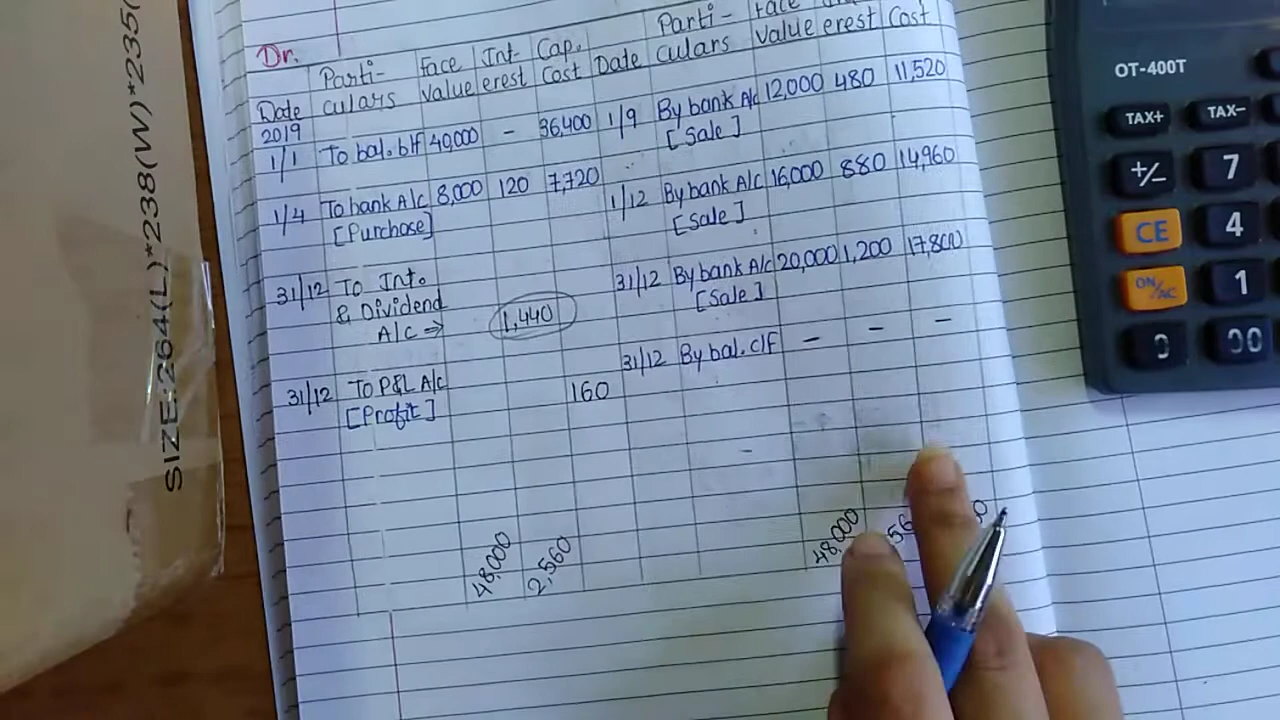 Dr.
Date Parti- culars Face Value Int- erest Cap. Cost Date Parti- culars Face Value erest Cost
2019
1/1 To bal. b/f 40,000 - 36,400 1/9 By bank A/c 12,000 480 11,520
[Sale]
1/4 To bank A/c 8,000 120 7,720 1/12 By bank A/c 16,000 880 14,960
[Purchase] [Sale]
31/12 To Int. 31/12 By bank A/c 20,000 1,200 17,800
& Dividend [Sale]
A/c ⇒ 1,440
31/12 By bal. c/f - - -
31/12 To P&L A/c 160
[Profit]
48,000 2,560 48,000
SIZE:264(L)*238(W)*235(
OT-400T
TAX+ TAX-
+/- 7
CE 4
ON/AC 1
0 00